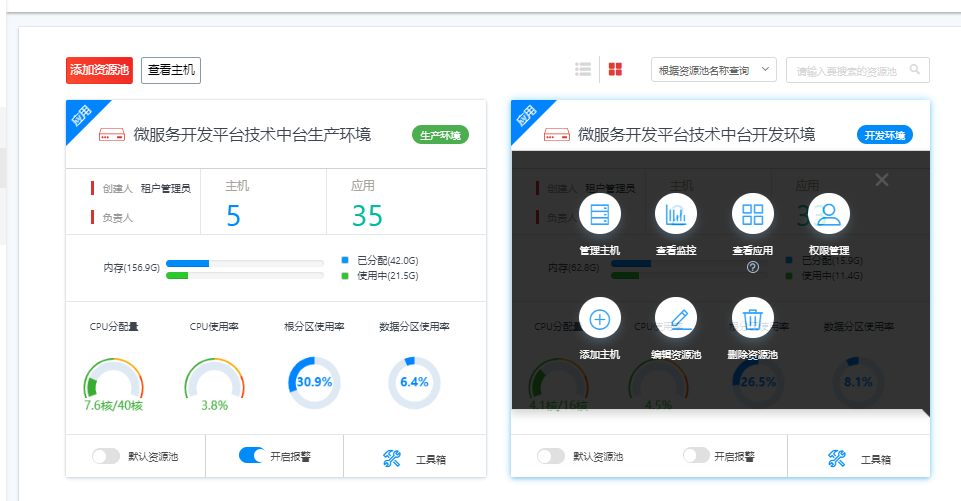 添加资源池 查看主机 根据资源池名称查询 请输入要搜索的资源池
应用 微服务开发平台技术中台生产环境 生产环境
创建人 租户管理员 主机 应用
负责人 5 35
内存(156.9G) 已分配(42.0G)
使用中(21.5G)
CPU分配量 CPU使用率 根分区使用率 数据分区使用率
7.6核/40核 3.8% 30.9% 6.4%
默认资源池 开启报警 工具箱
应用 微服务开发平台技术中台开发环境 开发环境
创建人 租户管理员 主机 应用
负责人
管理主机 查看监控 查看应用 权限管理
内存(62.8G) 已分配(15.9G)
使用中(11.4G)
CPU分配量 CPU使用率 根分区使用率 数据分区使用率
添加主机 编辑资源池 删除资源池
4.1核/16核 4.5% 26.5% 8.1%
默认资源池 开启报警 工具箱